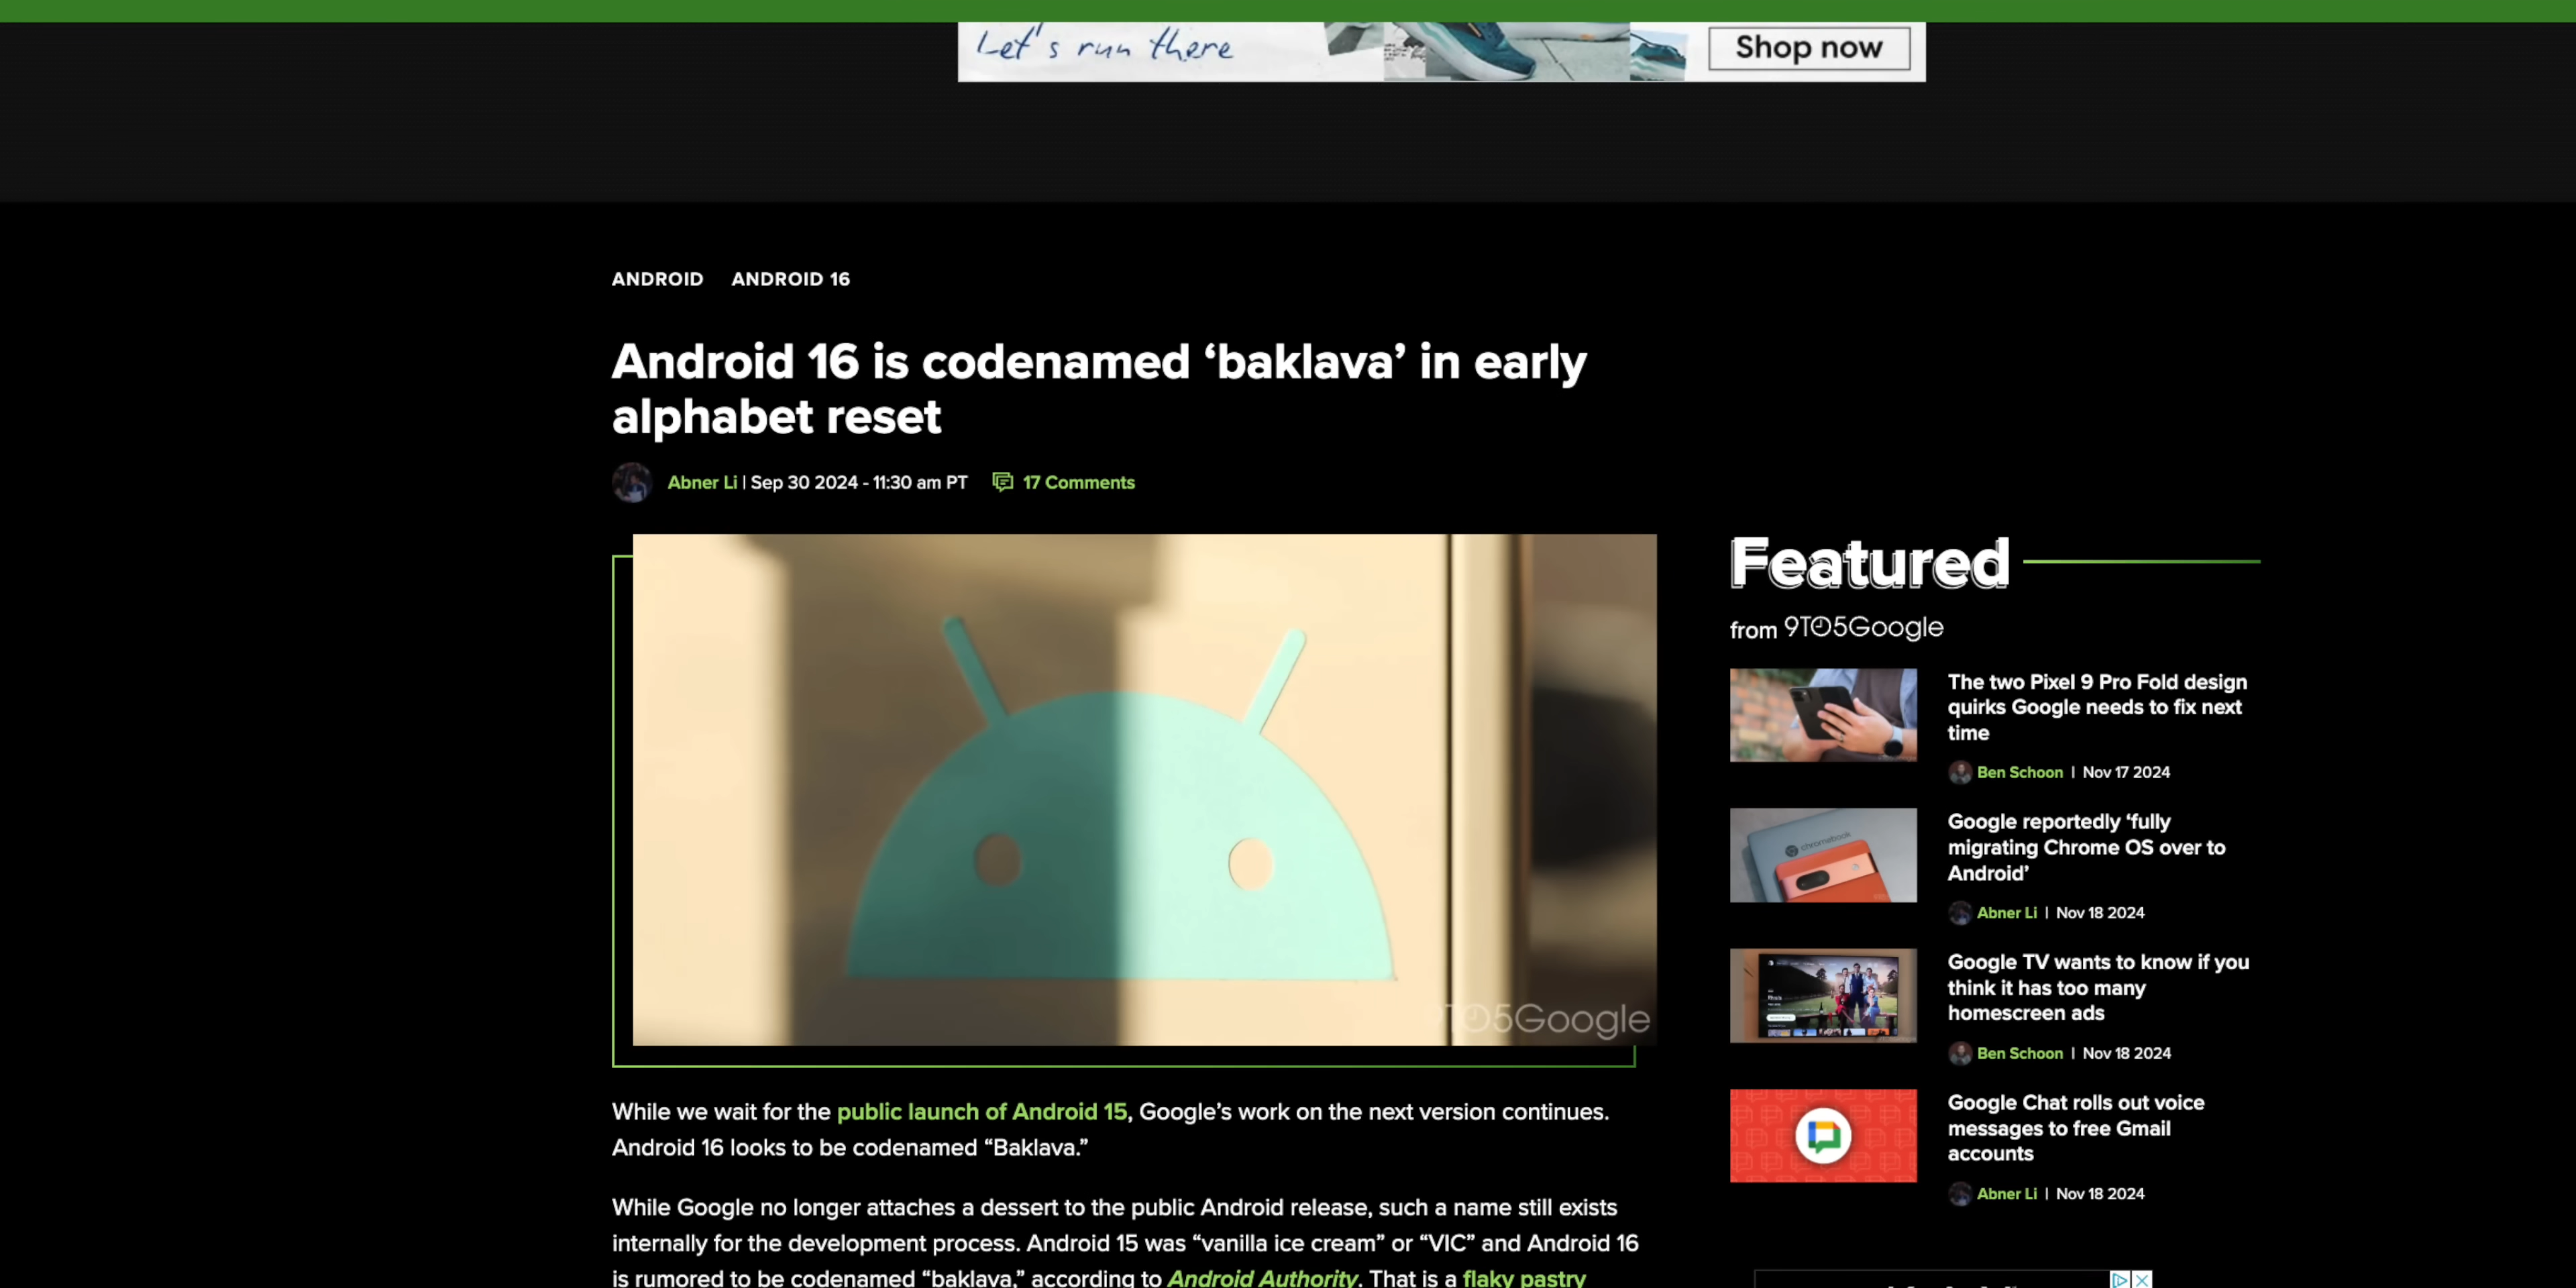 Let's run there
Shop now
ANDROID ANDROID 16
Android 16 is codenamed ‘baklava’ in early
alphabet reset
Abner Li | Sep 30 2024 - 11:30 am PT 17 Comments
9TO5Google
While we wait for the public launch of Android 15, Google’s work on the next version continues.
Android 16 looks to be codenamed “Baklava.”
While Google no longer attaches a dessert to the public Android release, such a name still exists
internally for the development process. Android 15 was “vanilla ice cream” or “VIC” and Android 16
is rumored to be codenamed “baklava,” according to Android Authority. That is a flaky pastry
Featured
from 9TO5Google
The two Pixel 9 Pro Fold design
quirks Google needs to fix next
time
Ben Schoon | Nov 17 2024
chromebook
Google reportedly ‘fully
migrating Chrome OS over to
Android’
Abner Li | Nov 18 2024
Google TV wants to know if you
think it has too many
homescreen ads
Ben Schoon | Nov 18 2024
Google Chat rolls out voice
messages to free Gmail
accounts
Abner Li | Nov 18 2024